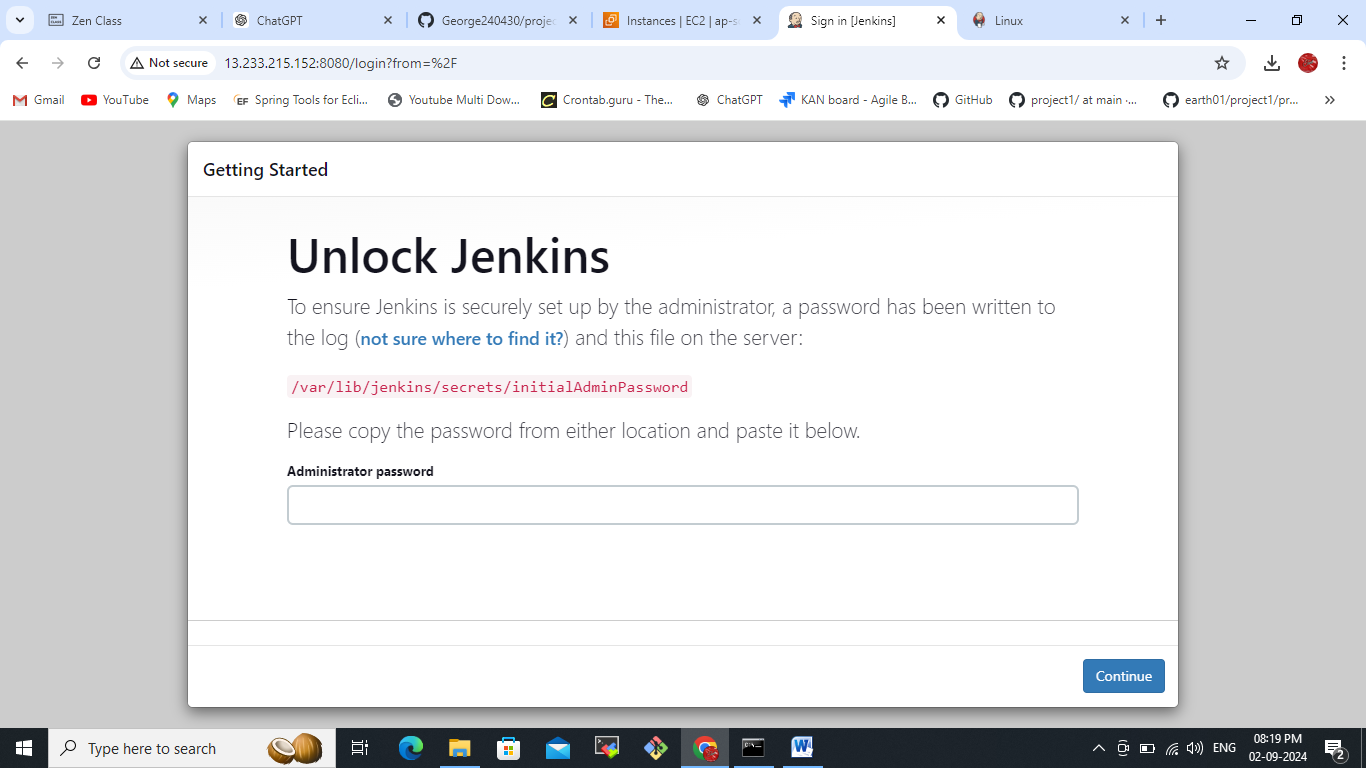 Zen Class
ChatGPT
George240430/projec
Instances | EC2 | ap-s
Sign in [Jenkins]
Linux
Not secure
13.233.215.152:8080/login?from=%2F
Gmail
YouTube
Maps
Spring Tools for Ecli...
Youtube Multi Dow...
Crontab.guru - The...
ChatGPT
KAN board - Agile B...
GitHub
project1/ at main ·...
earth01/project1/pr...
Getting Started
Unlock Jenkins
To ensure Jenkins is securely set up by the administrator, a password has been written to
the log (not sure where to find it?) and this file on the server:
/var/lib/jenkins/secrets/initialAdminPassword
Please copy the password from either location and paste it below.
Administrator password
Continue
Type here to search
ENG
08:19 PM
02-09-2024
2